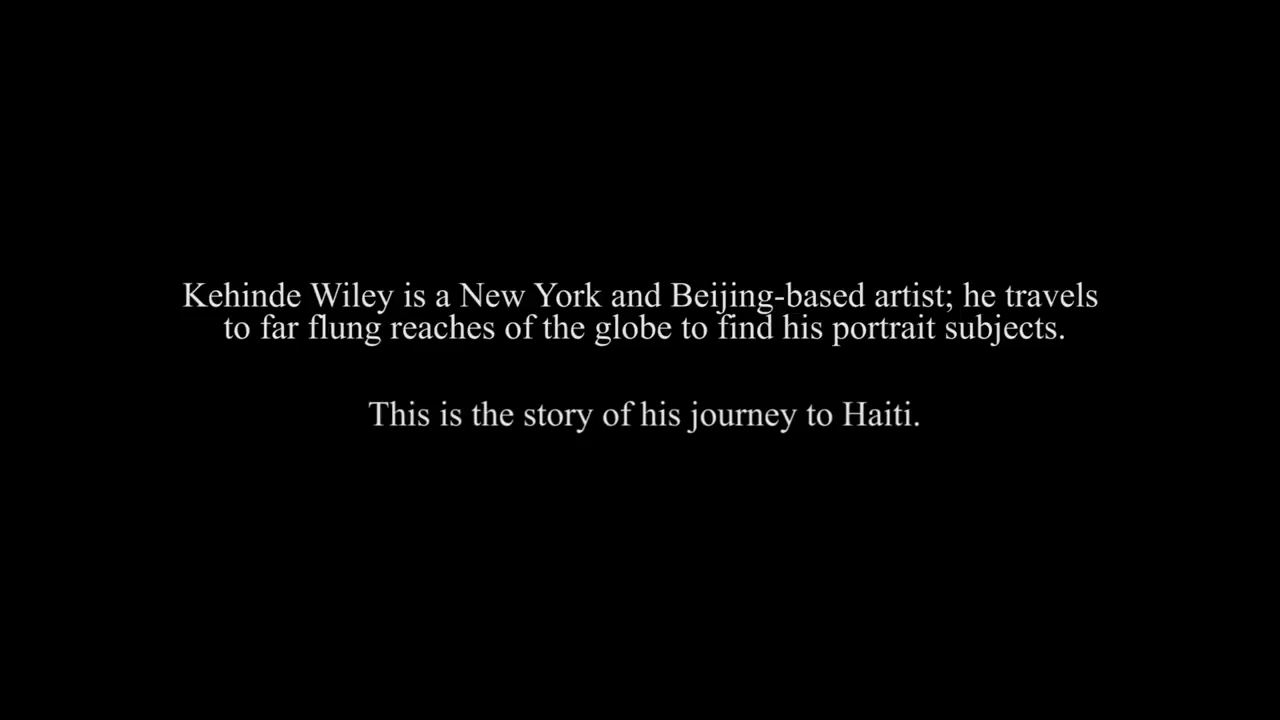 Kehinde Wiley is a New York and Beijing-based artist; he travels
to far flung reaches of the globe to find his portrait subjects.
This is the story of his journey to Haiti.